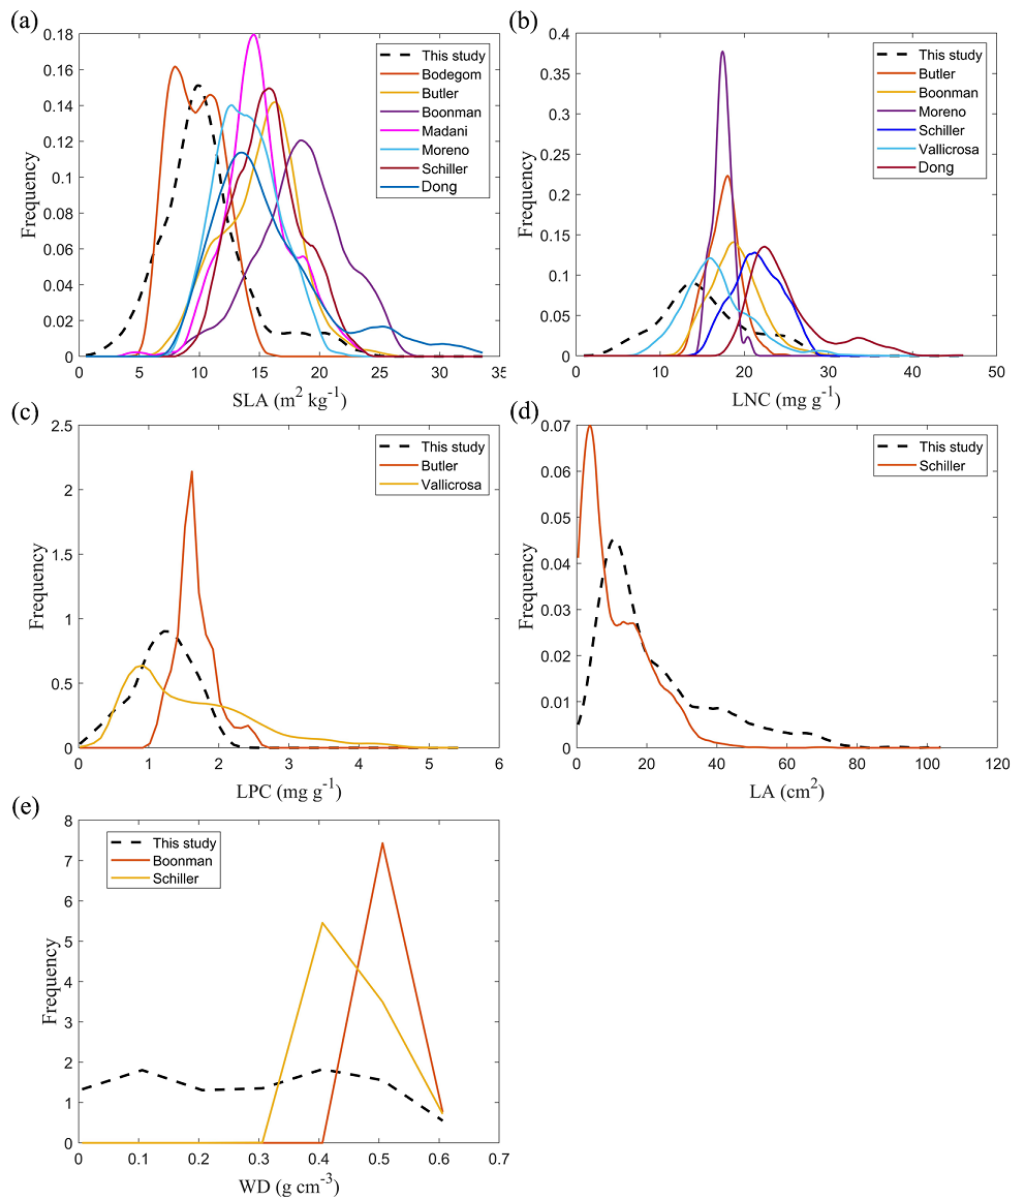 (a)
0.18
0.16
0.14
0.12
0.1
0.08
0.06
0.04
0.02
0
Frequency
0 5 10 15 20 25 30 35
SLA (m² kg⁻¹)
This study
Bodegom
Butler
Boonman
Madani
Moreno
Schiller
Dong
(b)
0.4
0.35
0.3
0.25
0.2
0.15
0.1
0.05
0
Frequency
0 10 20 30 40 50
LNC (mg g⁻¹)
This study
Butler
Boonman
Moreno
Schiller
Vallicrosa
Dong
(c)
2.5
2
1.5
1
0.5
0
Frequency
0 1 2 3 4 5 6
LPC (mg g⁻¹)
This study
Butler
Vallicrosa
(d)
0.07
0.06
0.05
0.04
0.03
0.02
0.01
0
Frequency
0 20 40 60 80 100 120
LA (cm²)
This study
Schiller
(e)
8
7
6
5
4
3
2
1
0
Frequency
0 0.1 0.2 0.3 0.4 0.5 0.6 0.7
WD (g cm⁻³)
This study
Boonman
Schiller